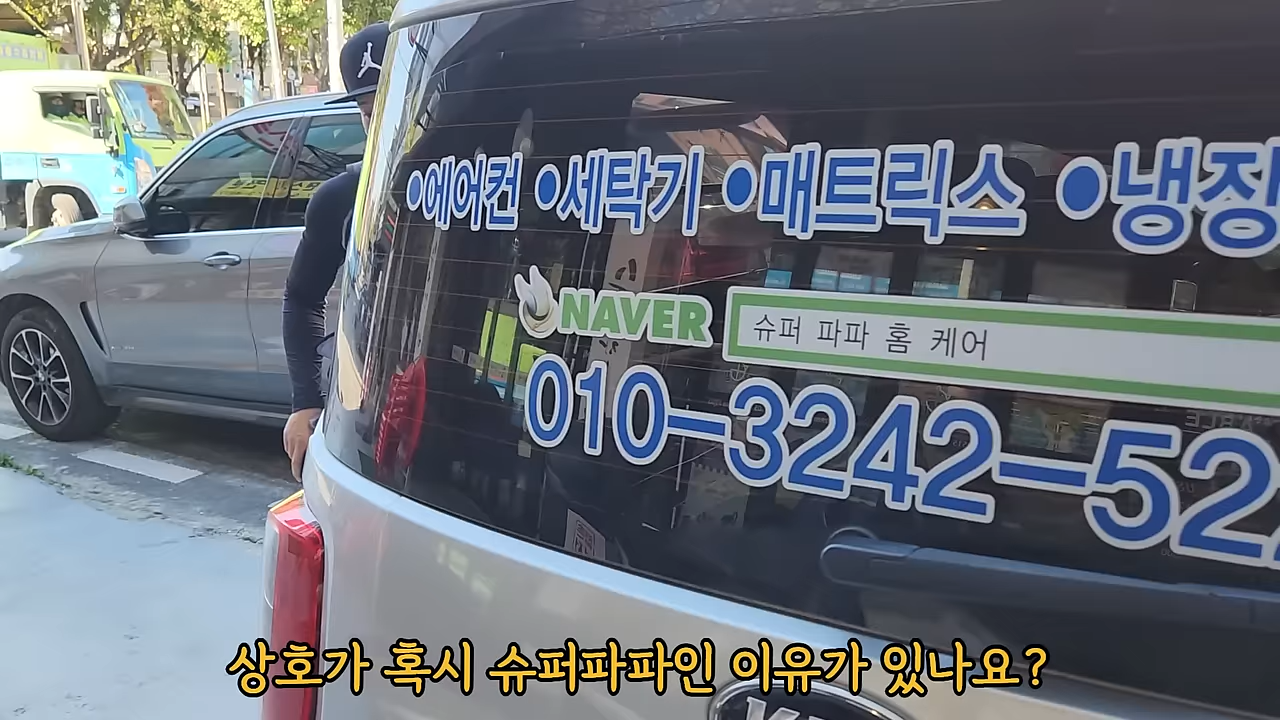 •에어컨 •세탁기 •매트릭스 •냉장
NAVER 슈퍼 파파 홈 케어
010-3242-52
상호가 혹시 슈퍼파파인 이유가 있나요?